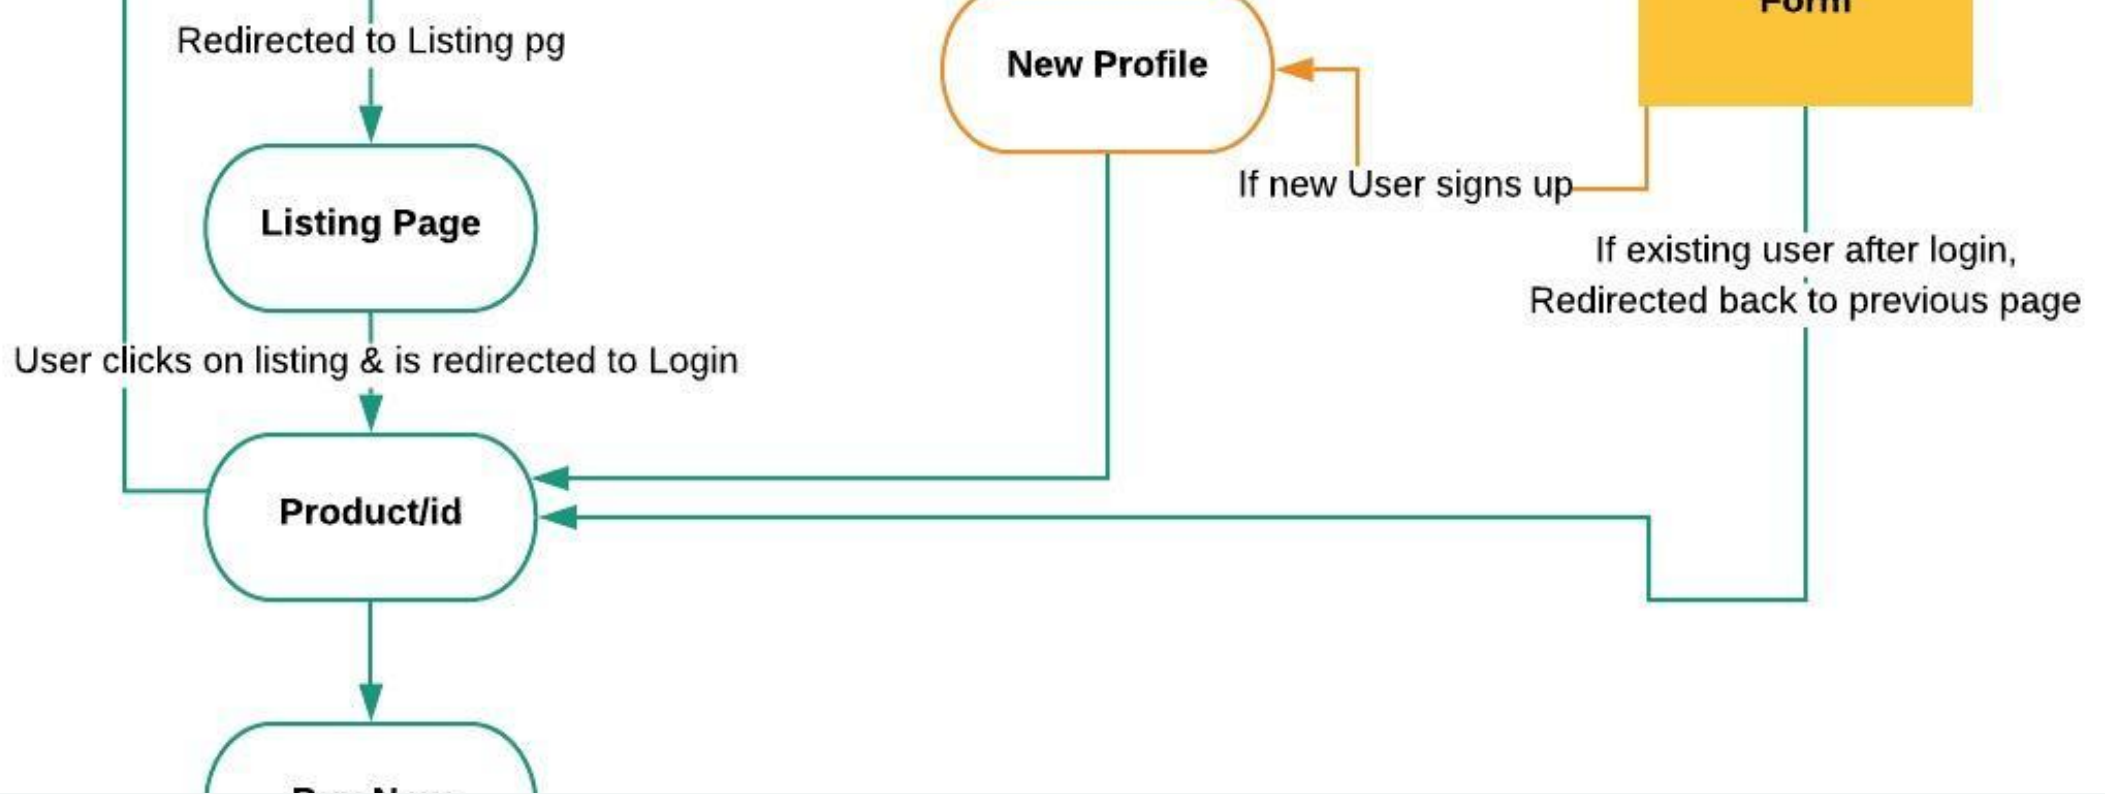 Form
Redirected to Listing pg
New Profile
If new User signs up
Listing Page
If existing user after login,
Redirected back to previous page
User clicks on listing & is redirected to Login
Product/id